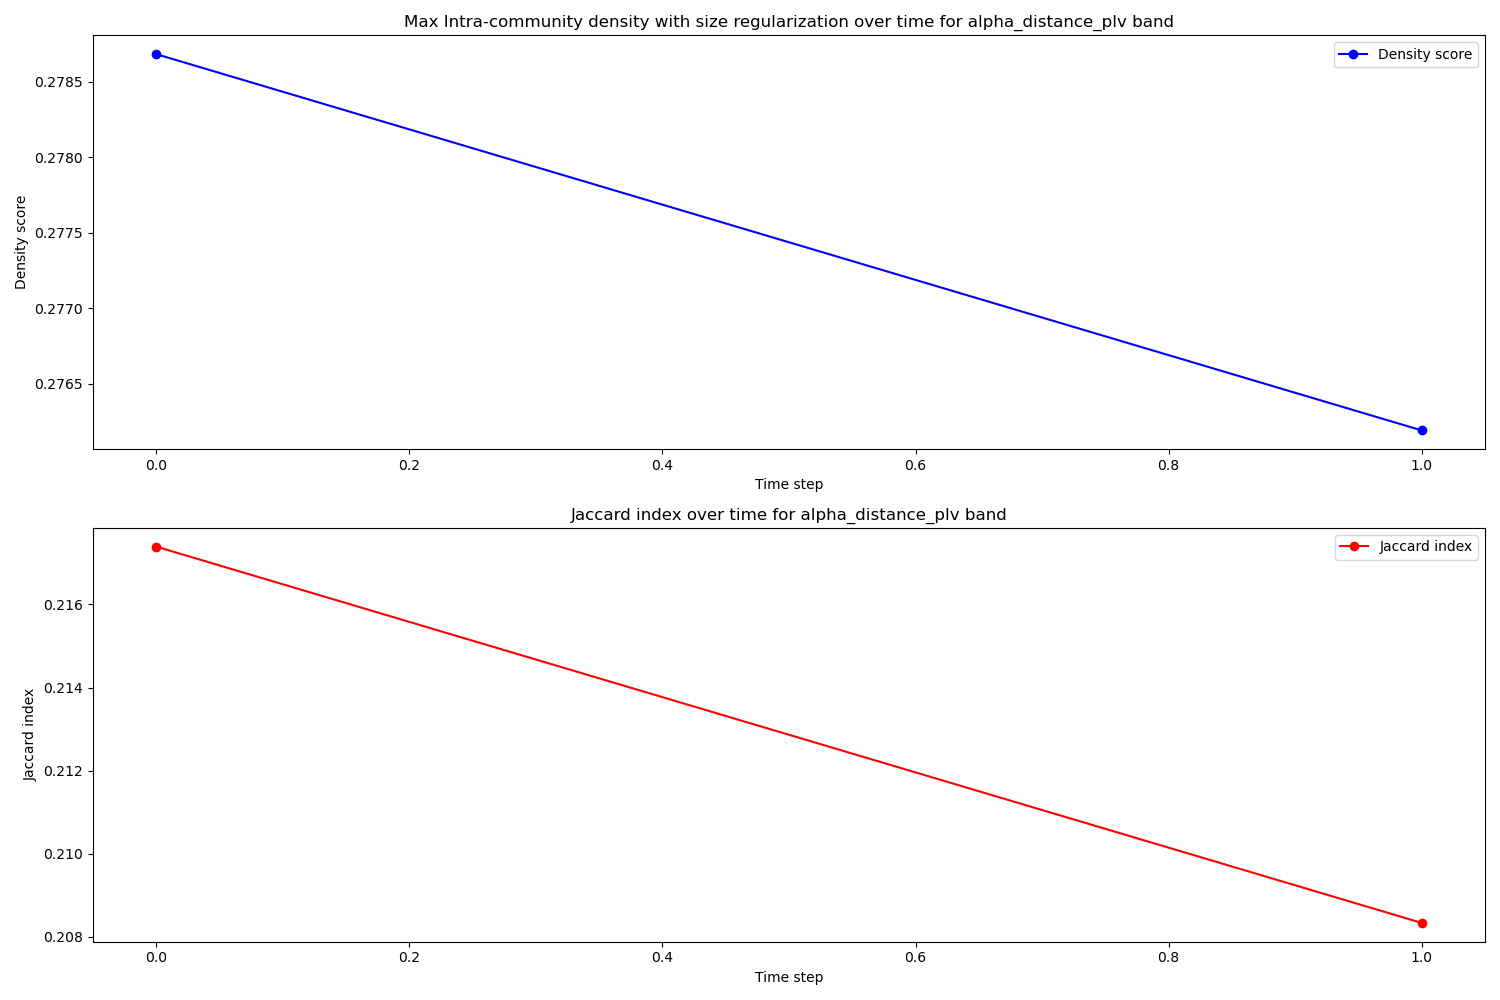 Max Intra-community density with size regularization over time for alpha_distance_plv band
Density score
0.2785
0.2780
0.2775
0.2770
0.2765
Density score
0.0 0.2 0.4 0.6 0.8 1.0
Time step
Jaccard index over time for alpha_distance_plv band
Jaccard index
0.216
0.214
0.212
0.210
0.208
Jaccard index
0.0 0.2 0.4 0.6 0.8 1.0
Time step